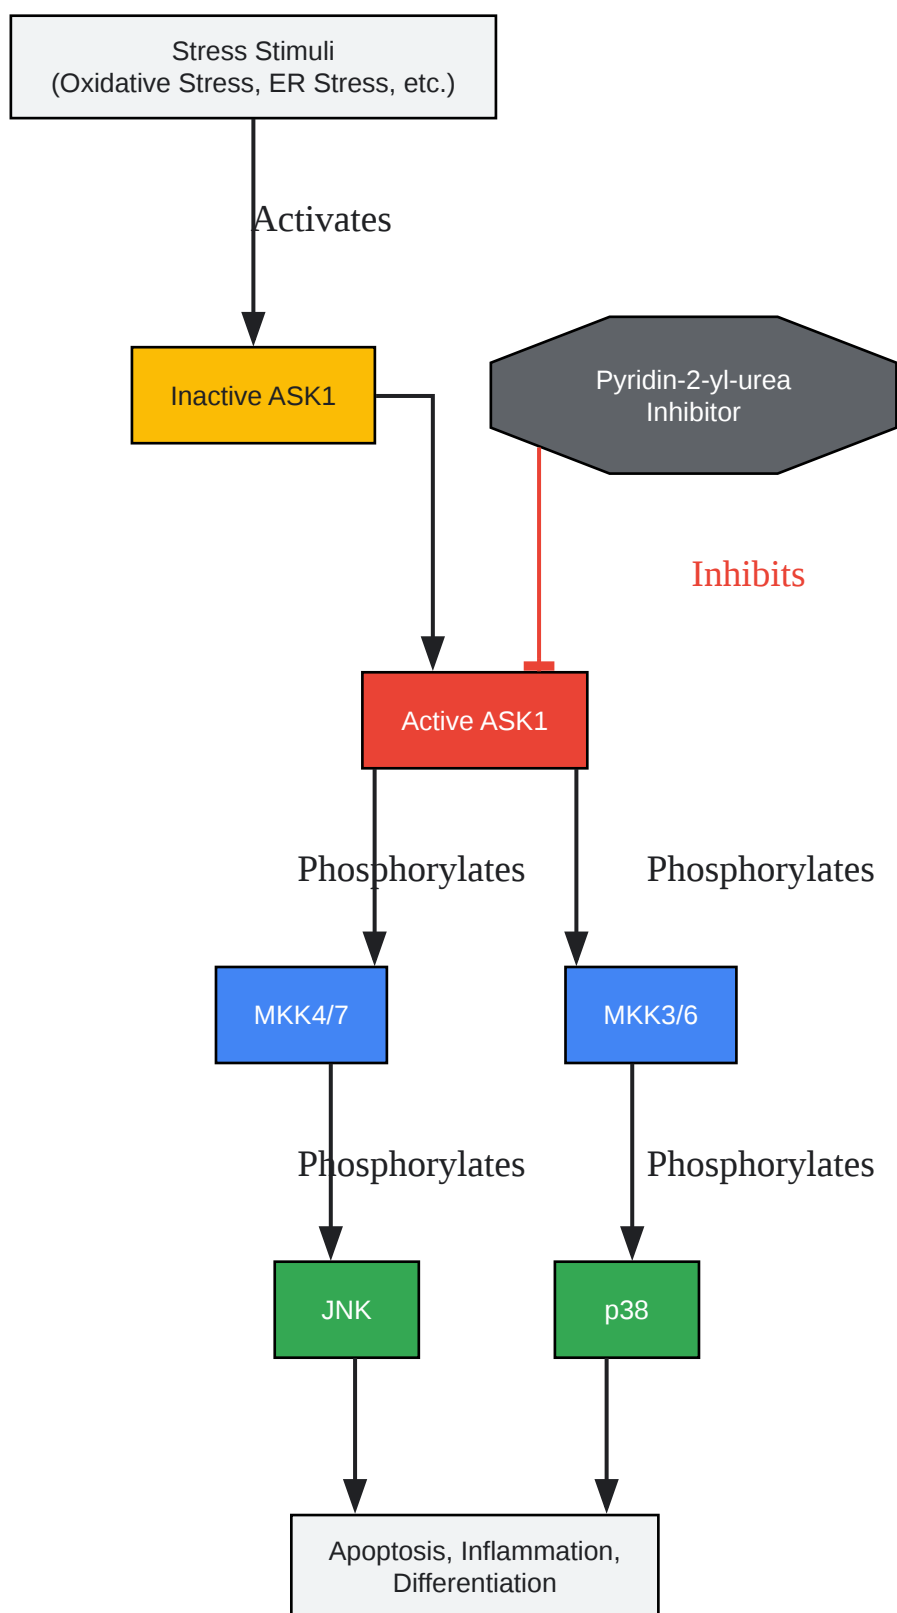 Stress Stimuli
(Oxidative Stress, ER Stress, etc.)
Activates
Inactive ASK1
Pyridin-2-yl-urea
Inhibitor
Inhibits
Active ASK1
Phosphorylates
Phosphorylates
MKK4/7
MKK3/6
Phosphorylates
Phosphorylates
JNK
p38
Apoptosis, Inflammation,
Differentiation